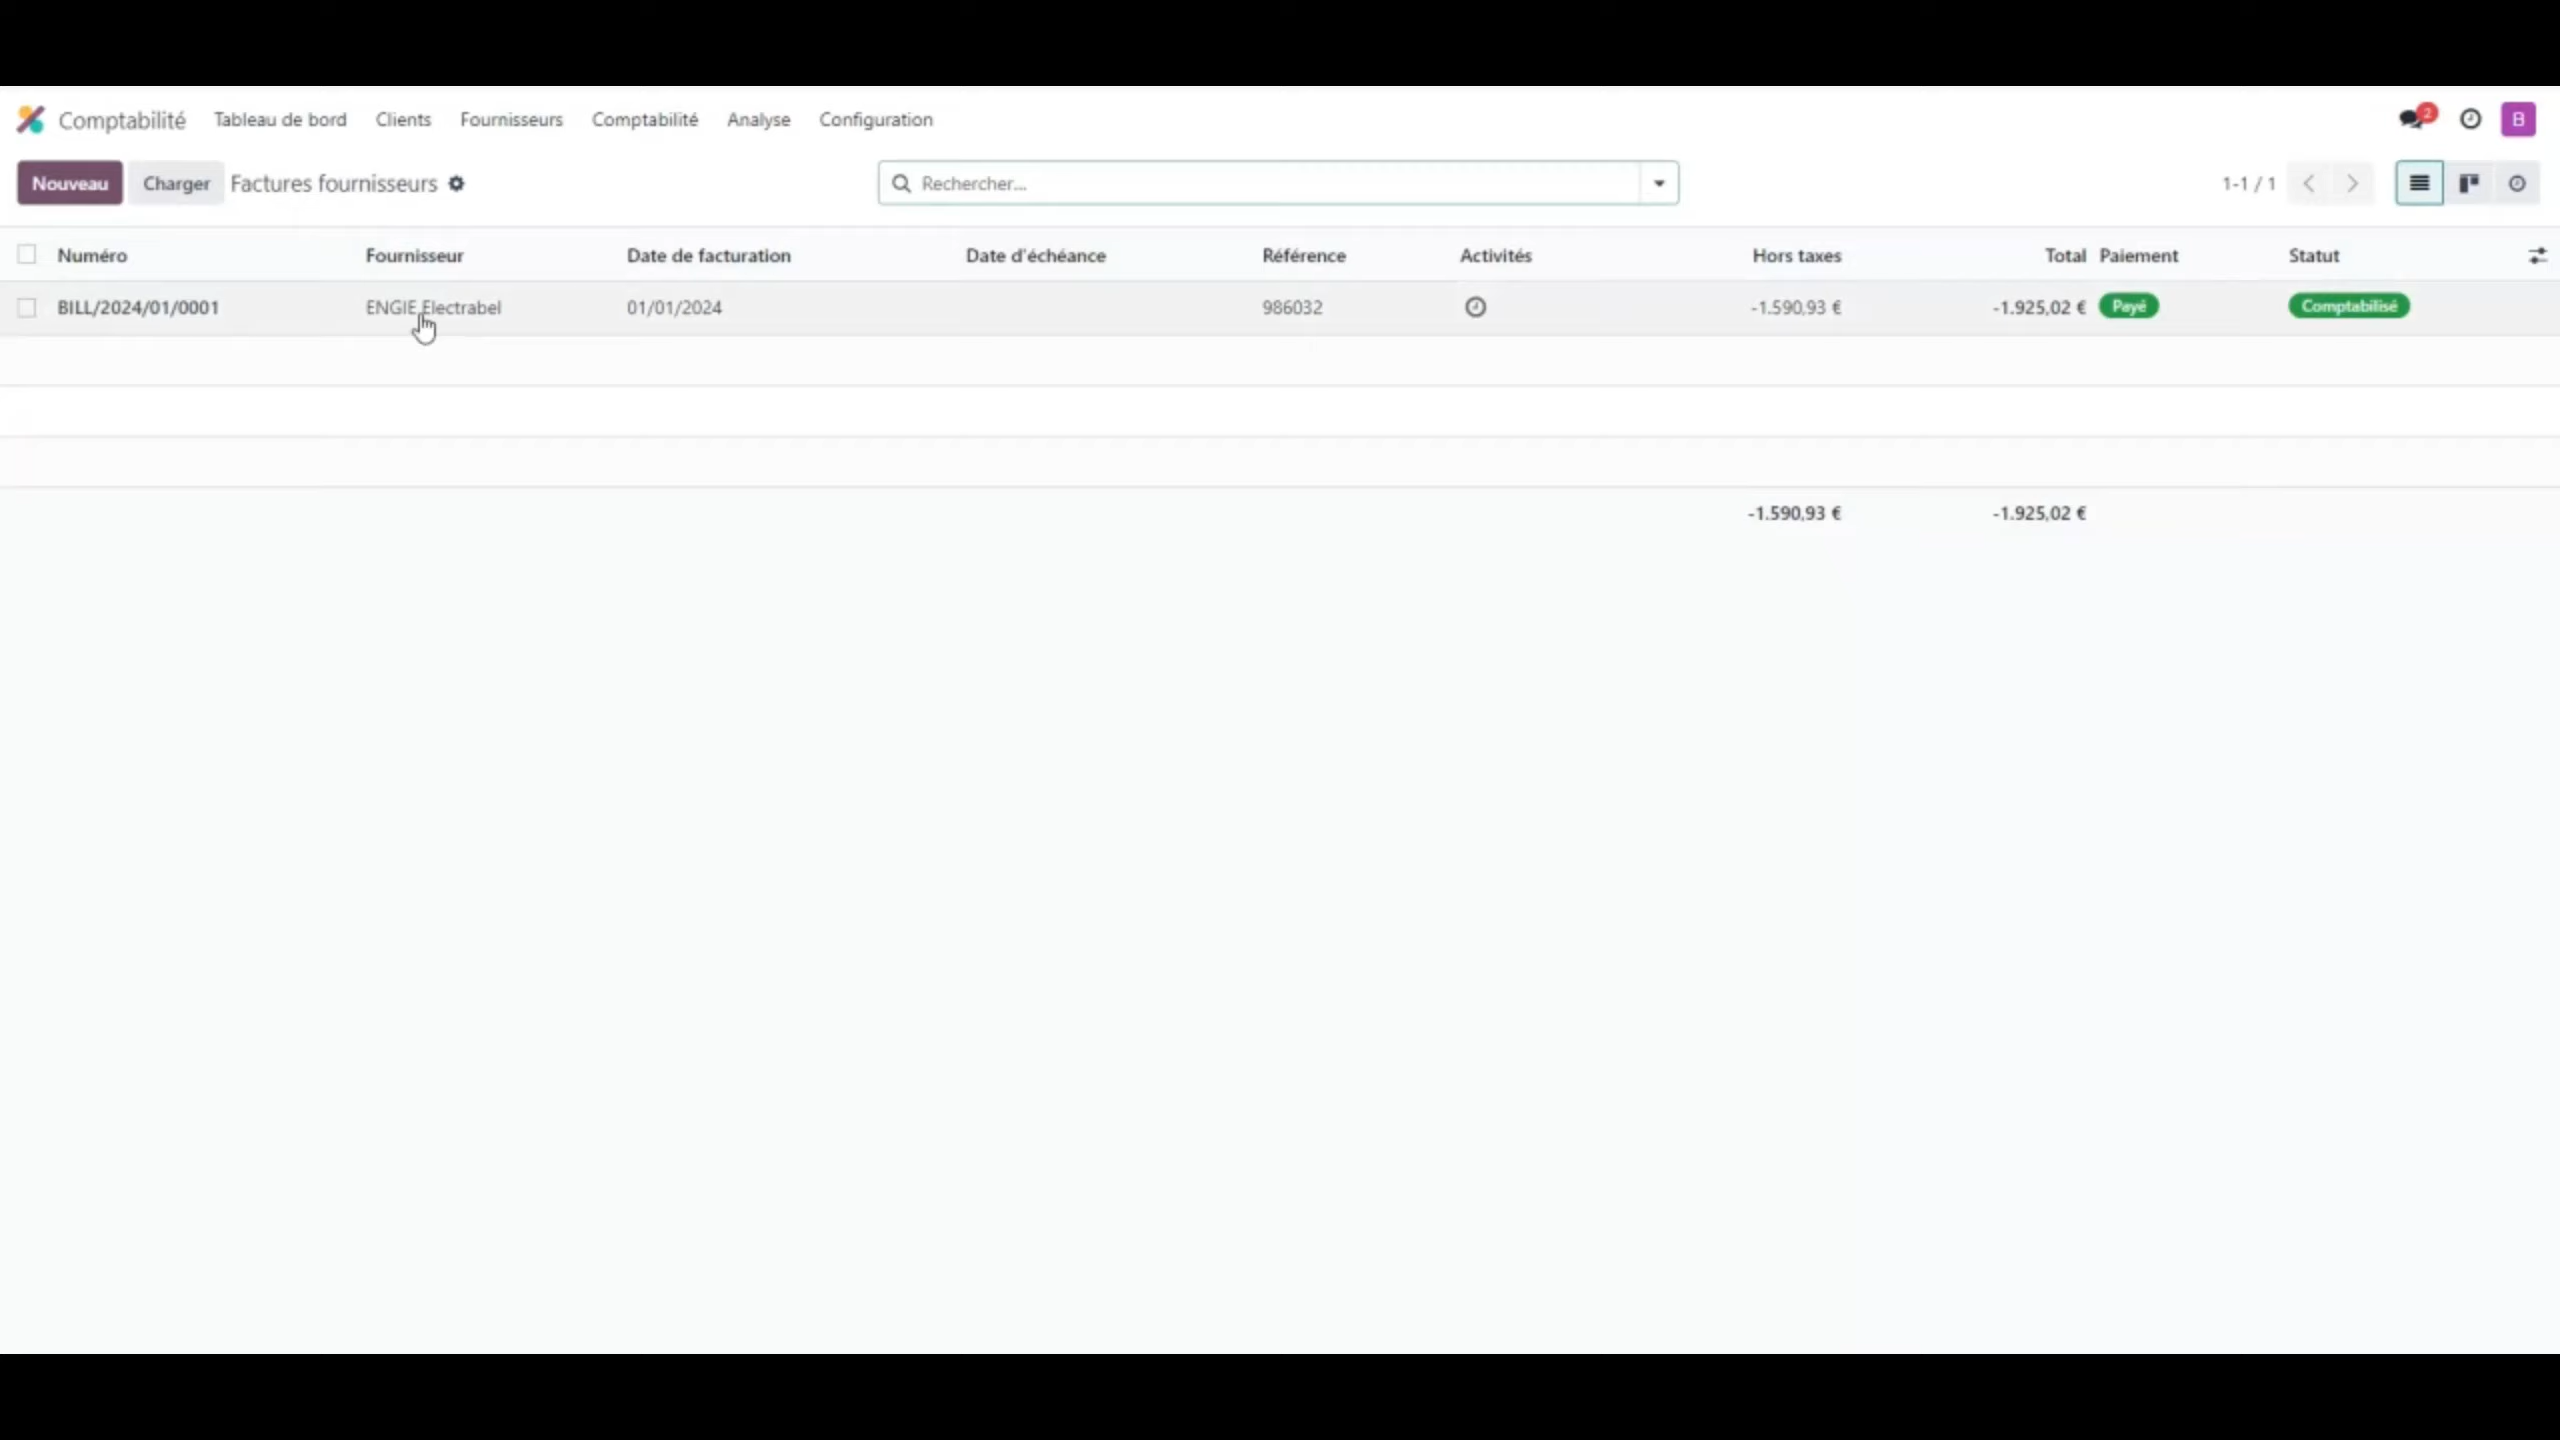 Comptabilité Tableau de bord Clients Fournisseurs Comptabilité Analyse Configuration 2 B
Nouveau Charger Factures fournisseurs Rechercher... 1-1 / 1
Numéro Fournisseur Date de facturation Date d'échéance Référence Activités Hors taxes Total Paiement Statut
BILL/2024/01/0001 ENGIE Electrabel 01/01/2024 986032 -1.590,93 € -1.925,02 € Payé Comptabilisé
-1.590,93 € -1.925,02 €